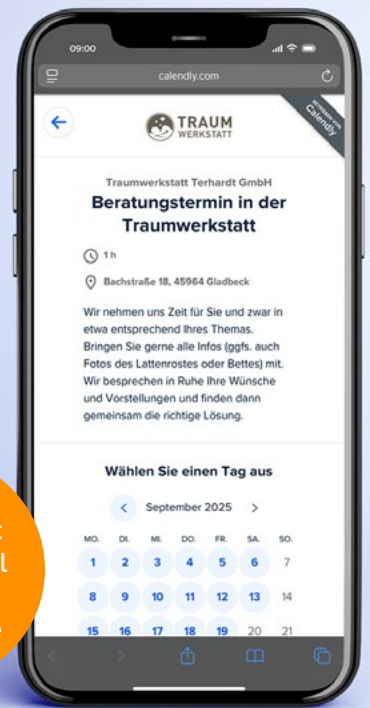 09:00
calendly.com
TRAUM
WERKSTATT
BETRIEBEN VON
Calendly
Traumwerkstatt Terhardt GmbH
Beratungstermin in der
Traumwerkstatt
1 h
Bachstraße 18, 45964 Gladbeck
Wir nehmen uns Zeit für Sie und zwar in
etwa entsprechend Ihres Themas.
Bringen Sie gerne alle Infos (ggfs. auch
Fotos des Lattenrostes oder Bettes) mit.
Wir besprechen in Ruhe Ihre Wünsche
und Vorstellungen und finden dann
gemeinsam die richtige Lösung.
Wählen Sie einen Tag aus
September 2025
MO. DI. MI. DO. FR. SA. SO.
1 2 3 4 5 6 7
8 9 10 11 12 13 14
15 16 17 18 19 20 21